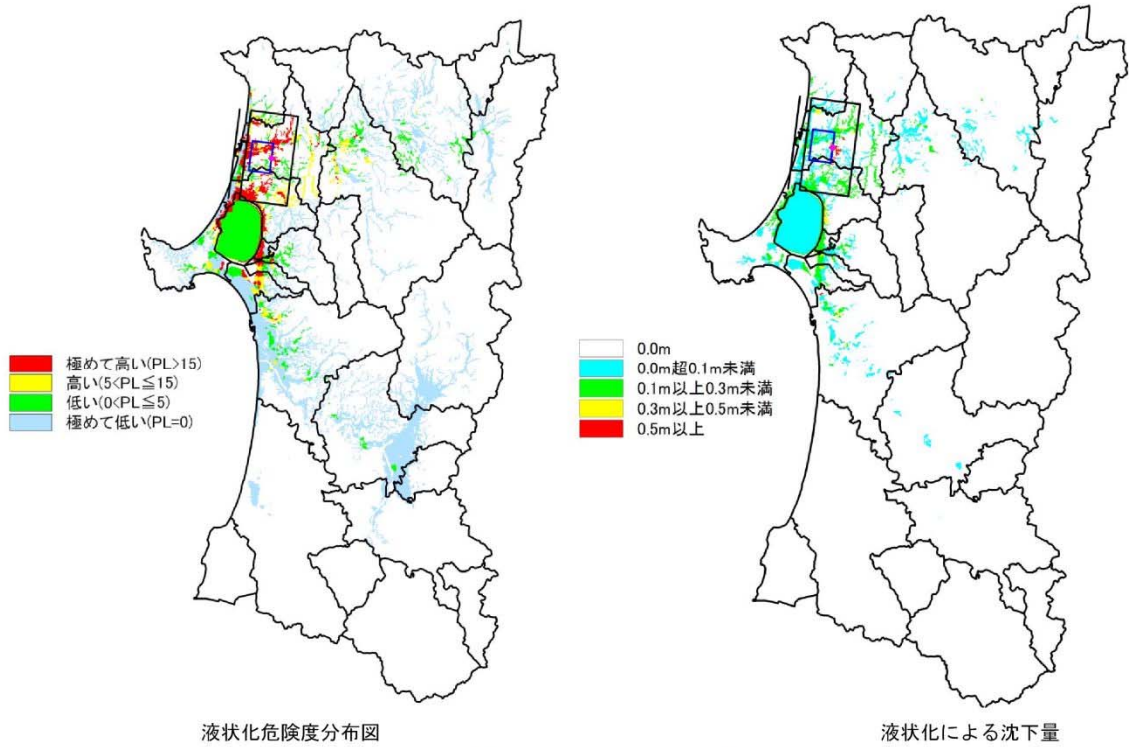 極めて高い(PL>15)
高い(5<PL≦15)
低い(0<PL≦5)
極めて低い(PL=0)
液状化危険度分布図
0.0m
0.0m超0.1m未満
0.1m以上0.3m未満
0.3m以上0.5m未満
0.5m以上
液状化による沈下量